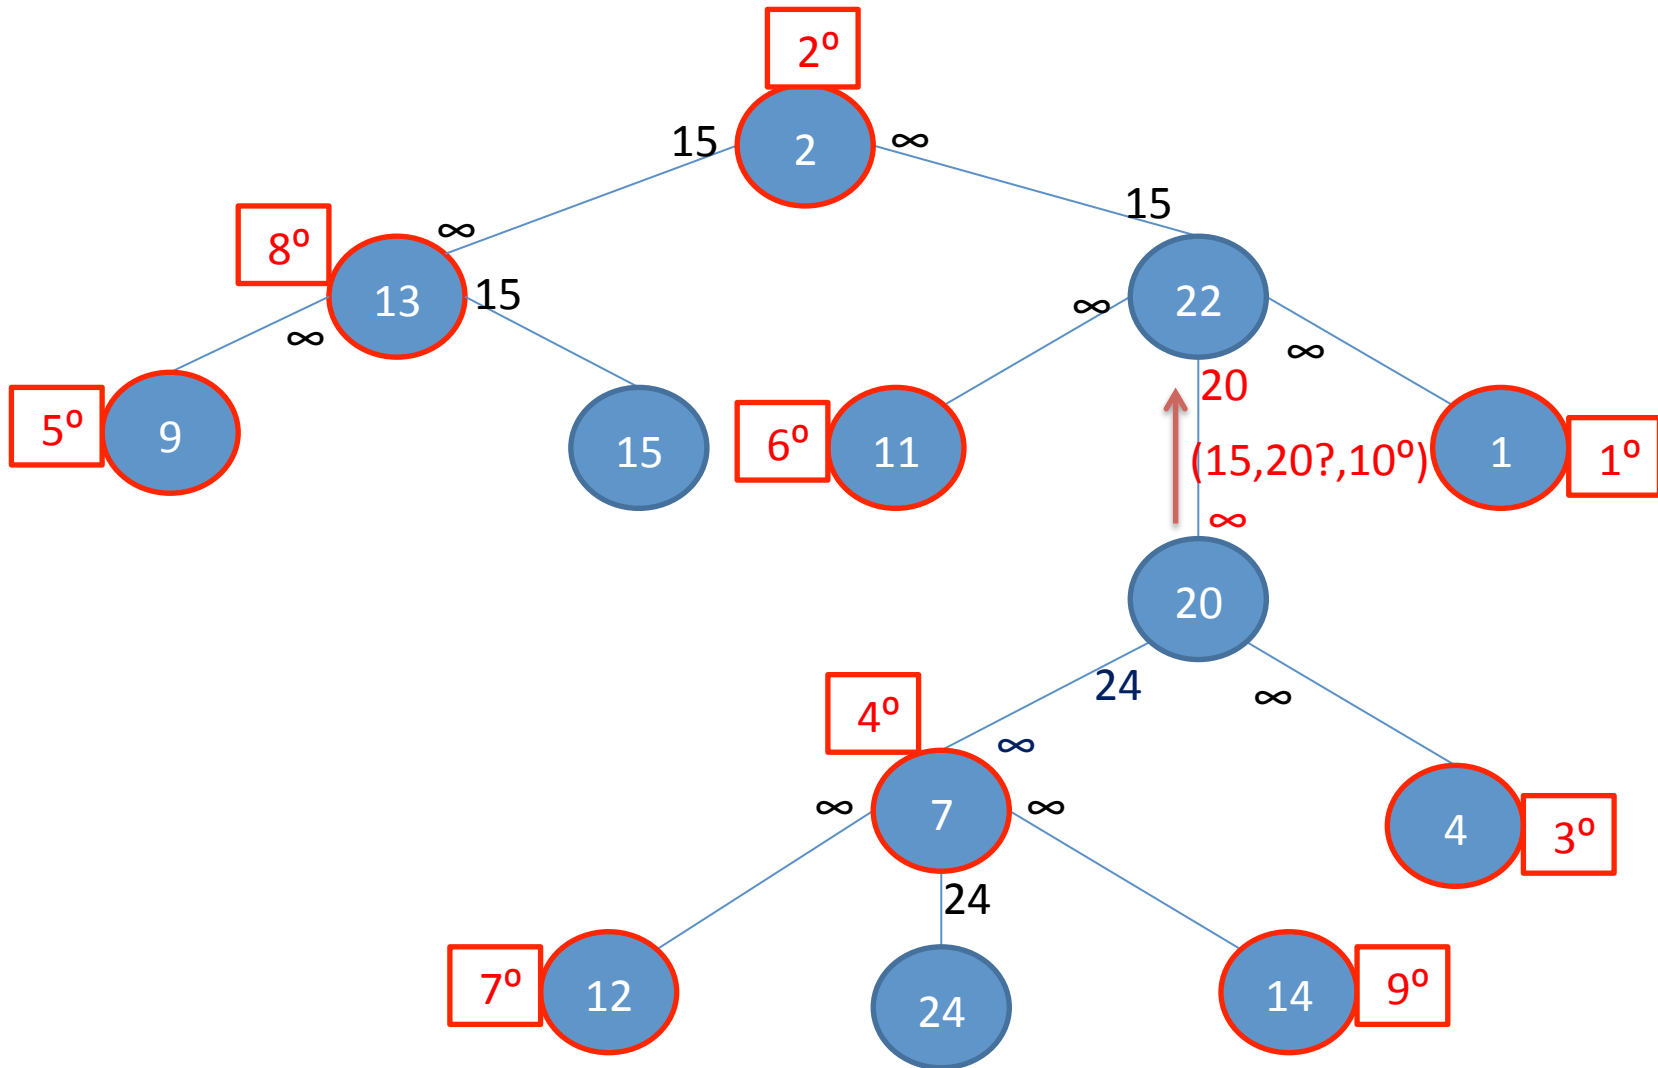 2º
15 2 ∞
15
8º ∞
13 15 ∞ 22
∞ ∞
20
5º 9 15 6º 11 (15,20?,10º) 1 1º
∞
20
24 ∞
4º ∞
∞ 7 ∞ 4 3º
24
7º 12 24 14 9º